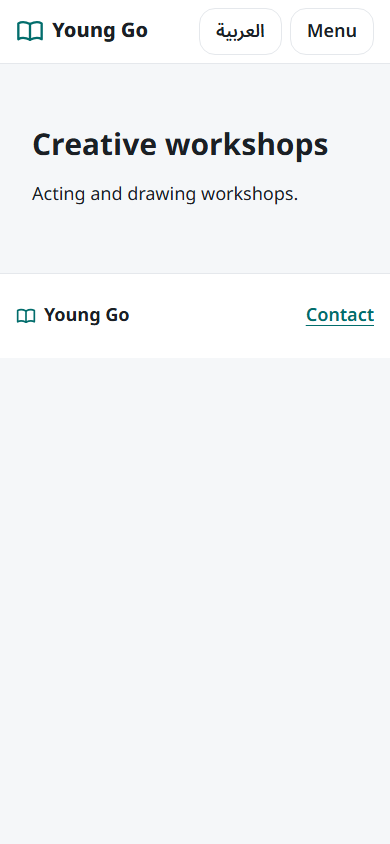 Young Go
العربية
Menu
Creative workshops
Acting and drawing workshops.
Young Go
Contact